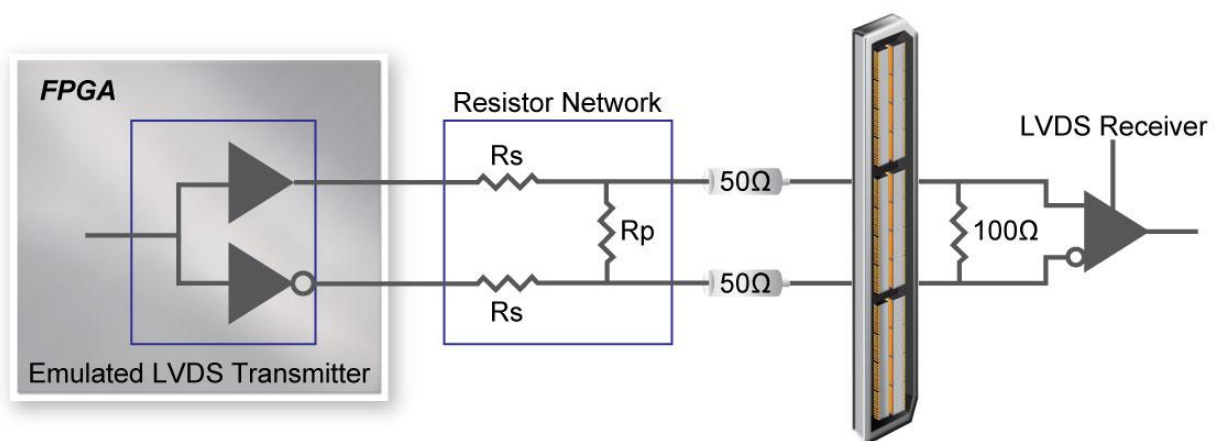 FPGA
Emulated LVDS Transmitter
Resistor Network
Rs
Rp
Rs
50Ω
50Ω
LVDS Receiver
100Ω